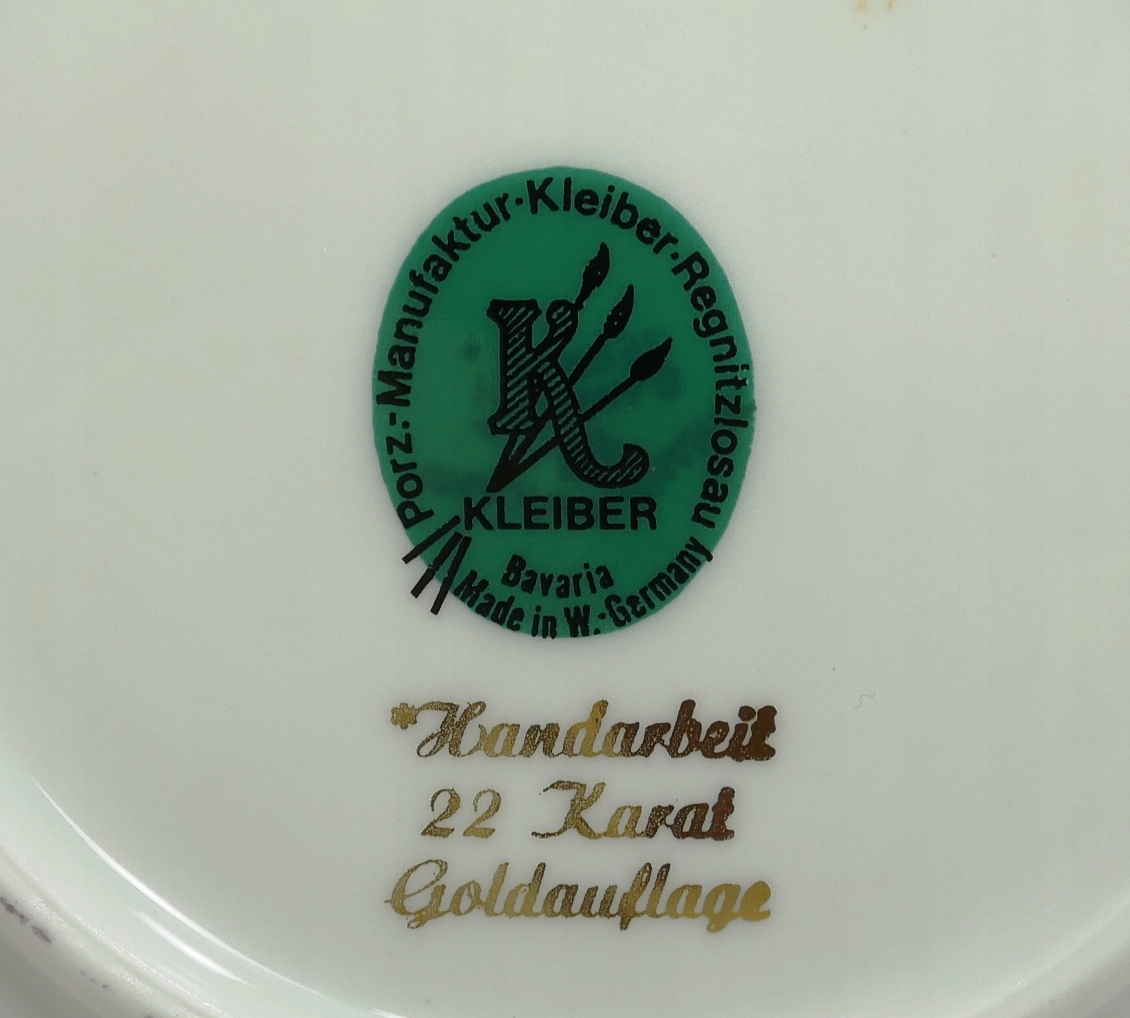 Porz.-Manufaktur·Kleiber·Regnitzlosau
K
KLEIBER
Bavaria
Made in W.-Germany
*Handarbeit
22 Karat
Goldauflage